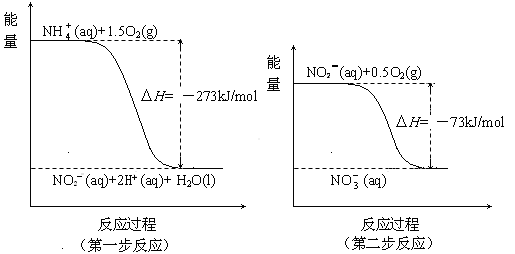 能量
NH₄⁺(aq)+1.5O₂(g)
ΔH= －273kJ/mol
NO₂⁻(aq)+2H⁺(aq)+ H₂O(l)
反应过程
（第一步反应）
能量
NO₂⁻(aq)+0.5O₂(g)
ΔH= －73kJ/mol
NO₃⁻(aq)
反应过程
（第二步反应）